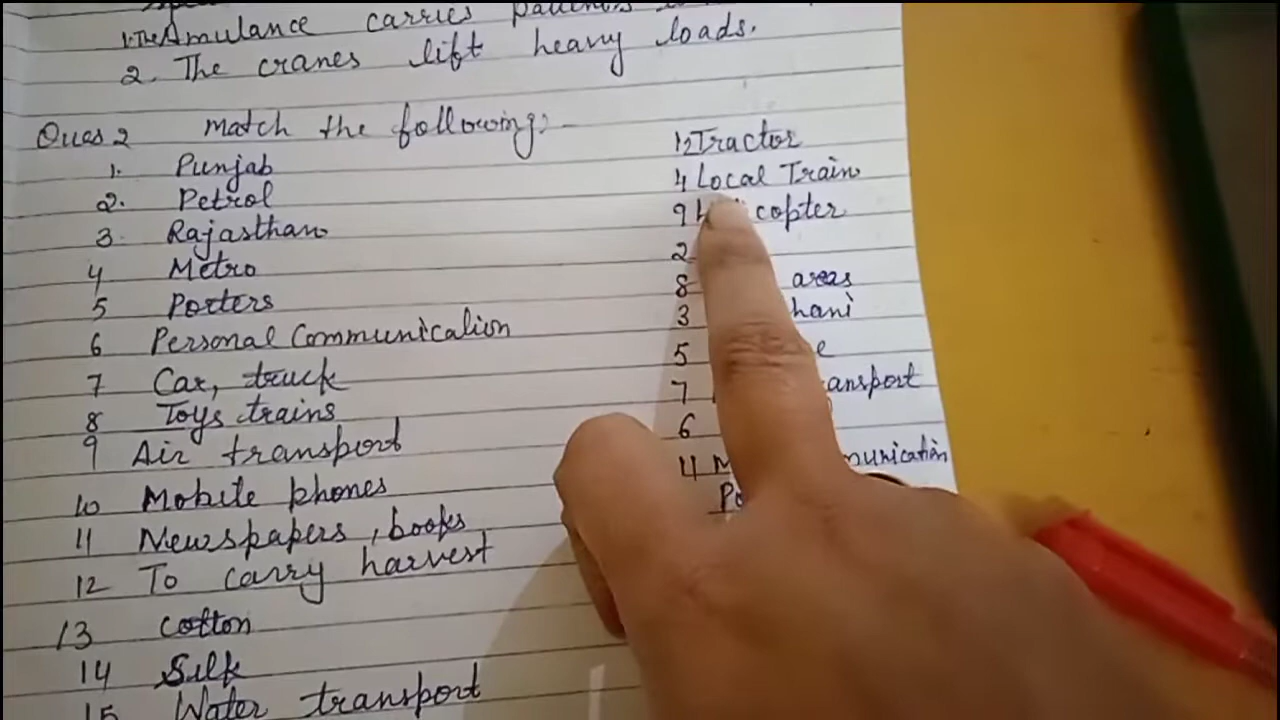 1. The Amulance carries patients
2. The cranes lift heavy loads.
Ques 2 Match the following:-
1. Punjab
2. Petrol
3. Rajasthan
4 Metro
5 Porters
6 Personal Communication
7 Car, truck
8 Toys trains
9 Air transport
10 Mobile phones
11 Newspapers, books
12 To carry harvest
13 cotton
14 Silk
15 Water transport
12 Tractor
4 Local Train
9 copter
2
8 areas
3 hani
5 e
7 ansport
6
11 M munication
Po